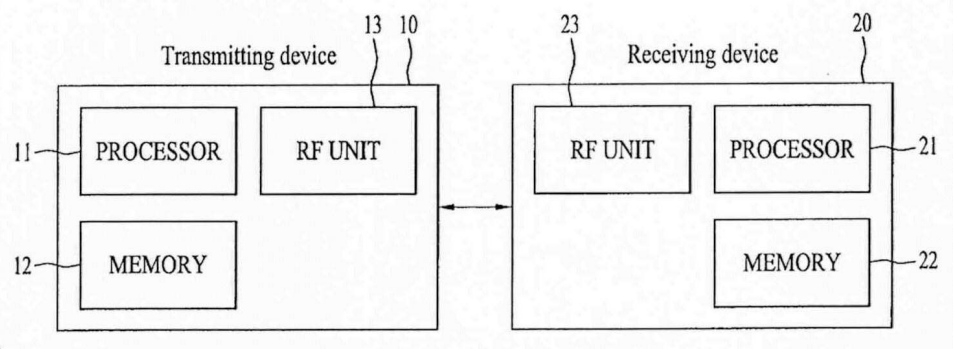 13 10 23 20
Transmitting device Receiving device
11 PROCESSOR RF UNIT RF UNIT PROCESSOR 21
12 MEMORY MEMORY 22